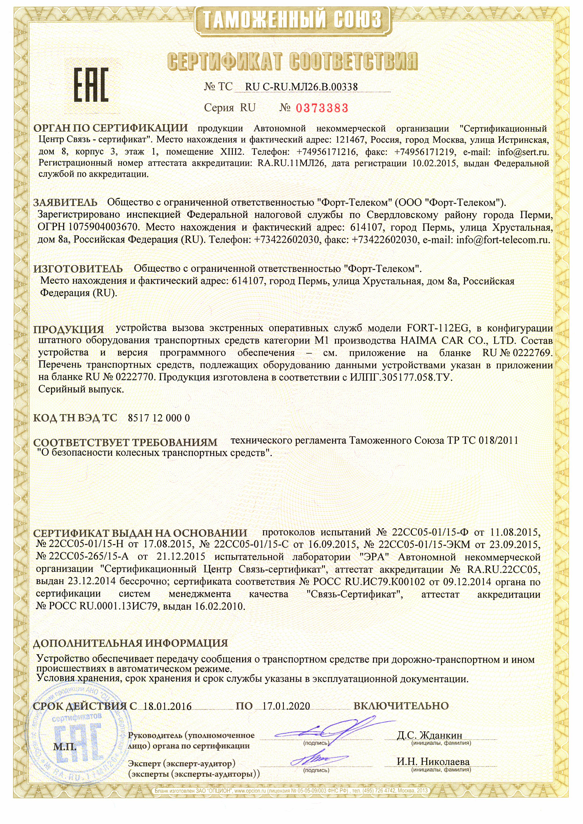 ТАМОЖЕННЫЙ СОЮЗ
СЕРТИФИКАТ СООТВЕТСТВИЯ
ЕАС
№ ТС RU C-RU.МЛ26.В.00338
Серия RU № 0373383
ОРГАН ПО СЕРТИФИКАЦИИ продукции Автономной некоммерческой организации "Сертификационный
Центр Связь - сертификат". Место нахождения и фактический адрес: 121467, Россия, город Москва, улица Истринская,
дом 8, корпус 3, этаж 1, помещение XIII2. Телефон: +74956171216, факс: +74956171219, e-mail: info@sert.ru.
Регистрационный номер аттестата аккредитации: RA.RU.11МЛ26, дата регистрации 10.02.2015, выдан Федеральной
службой по аккредитации.
ЗАЯВИТЕЛЬ Общество с ограниченной ответственностью "Форт-Телеком" (ООО "Форт-Телеком").
Зарегистрировано инспекцией Федеральной налоговой службы по Свердловскому району города Перми,
ОГРН 1075904003670. Место нахождения и фактический адрес: 614107, город Пермь, улица Хрустальная,
дом 8а, Российская Федерация (RU). Телефон: +73422602030, факс: +73422602030, e-mail: info@fort-telecom.ru.
ИЗГОТОВИТЕЛЬ Общество с ограниченной ответственностью "Форт-Телеком".
Место нахождения и фактический адрес: 614107, город Пермь, улица Хрустальная, дом 8а, Российская
Федерация (RU).
ПРОДУКЦИЯ устройства вызова экстренных оперативных служб модели FORT-112EG, в конфигурации
штатного оборудования транспортных средств категории М1 производства HAIMA CAR CO., LTD. Состав
устройства и версия программного обеспечения – см. приложение на бланке RU № 0222769.
Перечень транспортных средств, подлежащих оборудованию данными устройствами указан в приложении
на бланке RU № 0222770. Продукция изготовлена в соответствии с ИЛПГ.305177.058.ТУ.
Серийный выпуск.
КОД ТН ВЭД ТС 8517 12 000 0
СООТВЕТСТВУЕТ ТРЕБОВАНИЯМ технического регламента Таможенного Союза ТР ТС 018/2011
"О безопасности колесных транспортных средств".
СЕРТИФИКАТ ВЫДАН НА ОСНОВАНИИ протоколов испытаний № 22СС05-01/15-Ф от 11.08.2015,
№ 22СС05-01/15-Н от 17.08.2015, № 22СС05-01/15-С от 16.09.2015, № 22СС05-01/15-ЭКМ от 23.09.2015,
№ 22СС05-265/15-А от 21.12.2015 испытательной лаборатории "ЭРА" Автономной некоммерческой
организации "Сертификационный Центр Связь-сертификат", аттестат аккредитации № RA.RU.22СС05,
выдан 23.12.2014 бессрочно; сертификата соответствия № РОСС RU.ИС79.К00102 от 09.12.2014 органа по
сертификации систем менеджмента качества "Связь-Сертификат", аттестат аккредитации
№ РОСС RU.0001.13ИС79, выдан 16.02.2010.
ДОПОЛНИТЕЛЬНАЯ ИНФОРМАЦИЯ
Устройство обеспечивает передачу сообщения о транспортном средстве при дорожно-транспортном и ином
происшествиях в автоматическом режиме.
Условия хранения, срок хранения и срок службы указаны в эксплуатационной документации.
СРОК ДЕЙСТВИЯ С 18.01.2016 ПО 17.01.2020 ВКЛЮЧИТЕЛЬНО
М.П.
Руководитель (уполномоченное
лицо) органа по сертификации
(подпись)
Д.С. Жданкин
(инициалы, фамилия)
Эксперт (эксперт-аудитор)
(эксперты (эксперты-аудиторы))
(подпись)
И.Н. Николаева
(инициалы, фамилия)
сертификатов
ЕАС